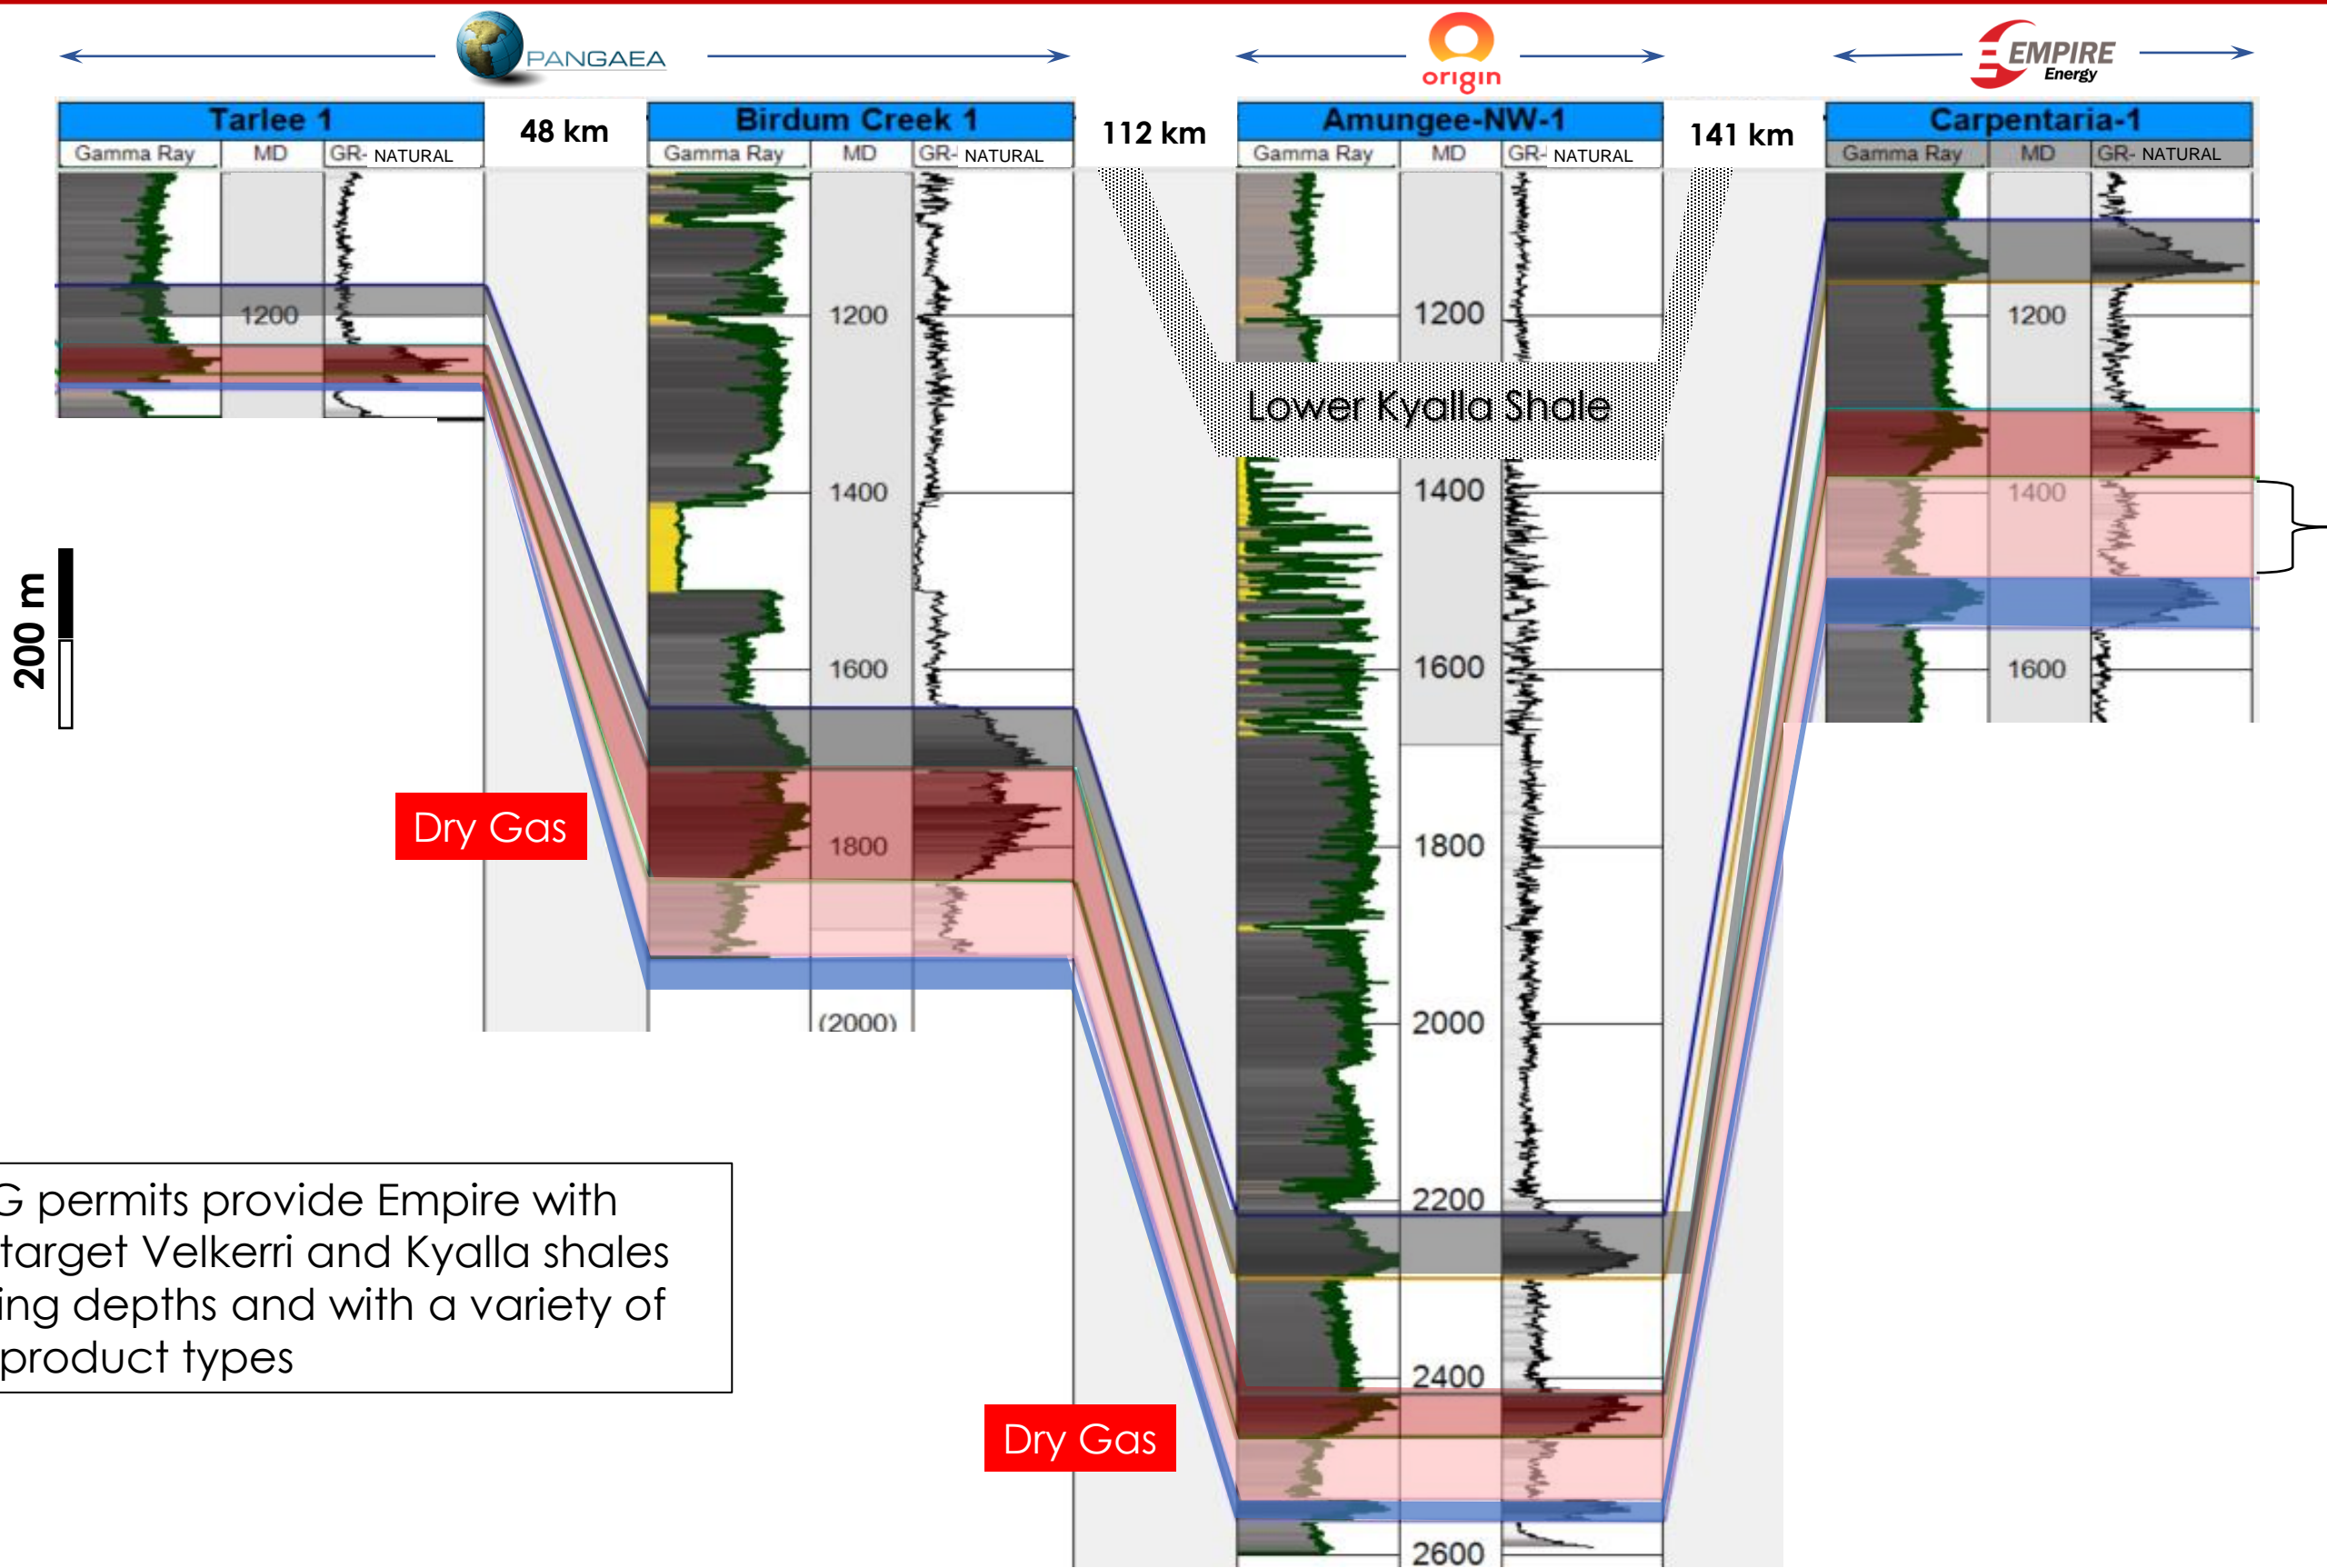 PANGAEA
origin
EMPIRE
Energy
Tarlee 1
48 km
Birdum Creek 1
112 km
Amungee-NW-1
141 km
Carpentaria-1
Gamma Ray MD GR- NATURAL
Gamma Ray MD GR- NATURAL
Gamma Ray MD GR- NATURAL
Gamma Ray MD GR- NATURAL
1200
1200
1400
1600
1800
(2000)
1200
1400
1600
1800
2000
2200
2400
2600
1200
1400
1600
Lower Kyalla Shale
200 m
Dry Gas
Dry Gas
G permits provide Empire with
target Velkerri and Kyalla shales
ing depths and with a variety of
product types